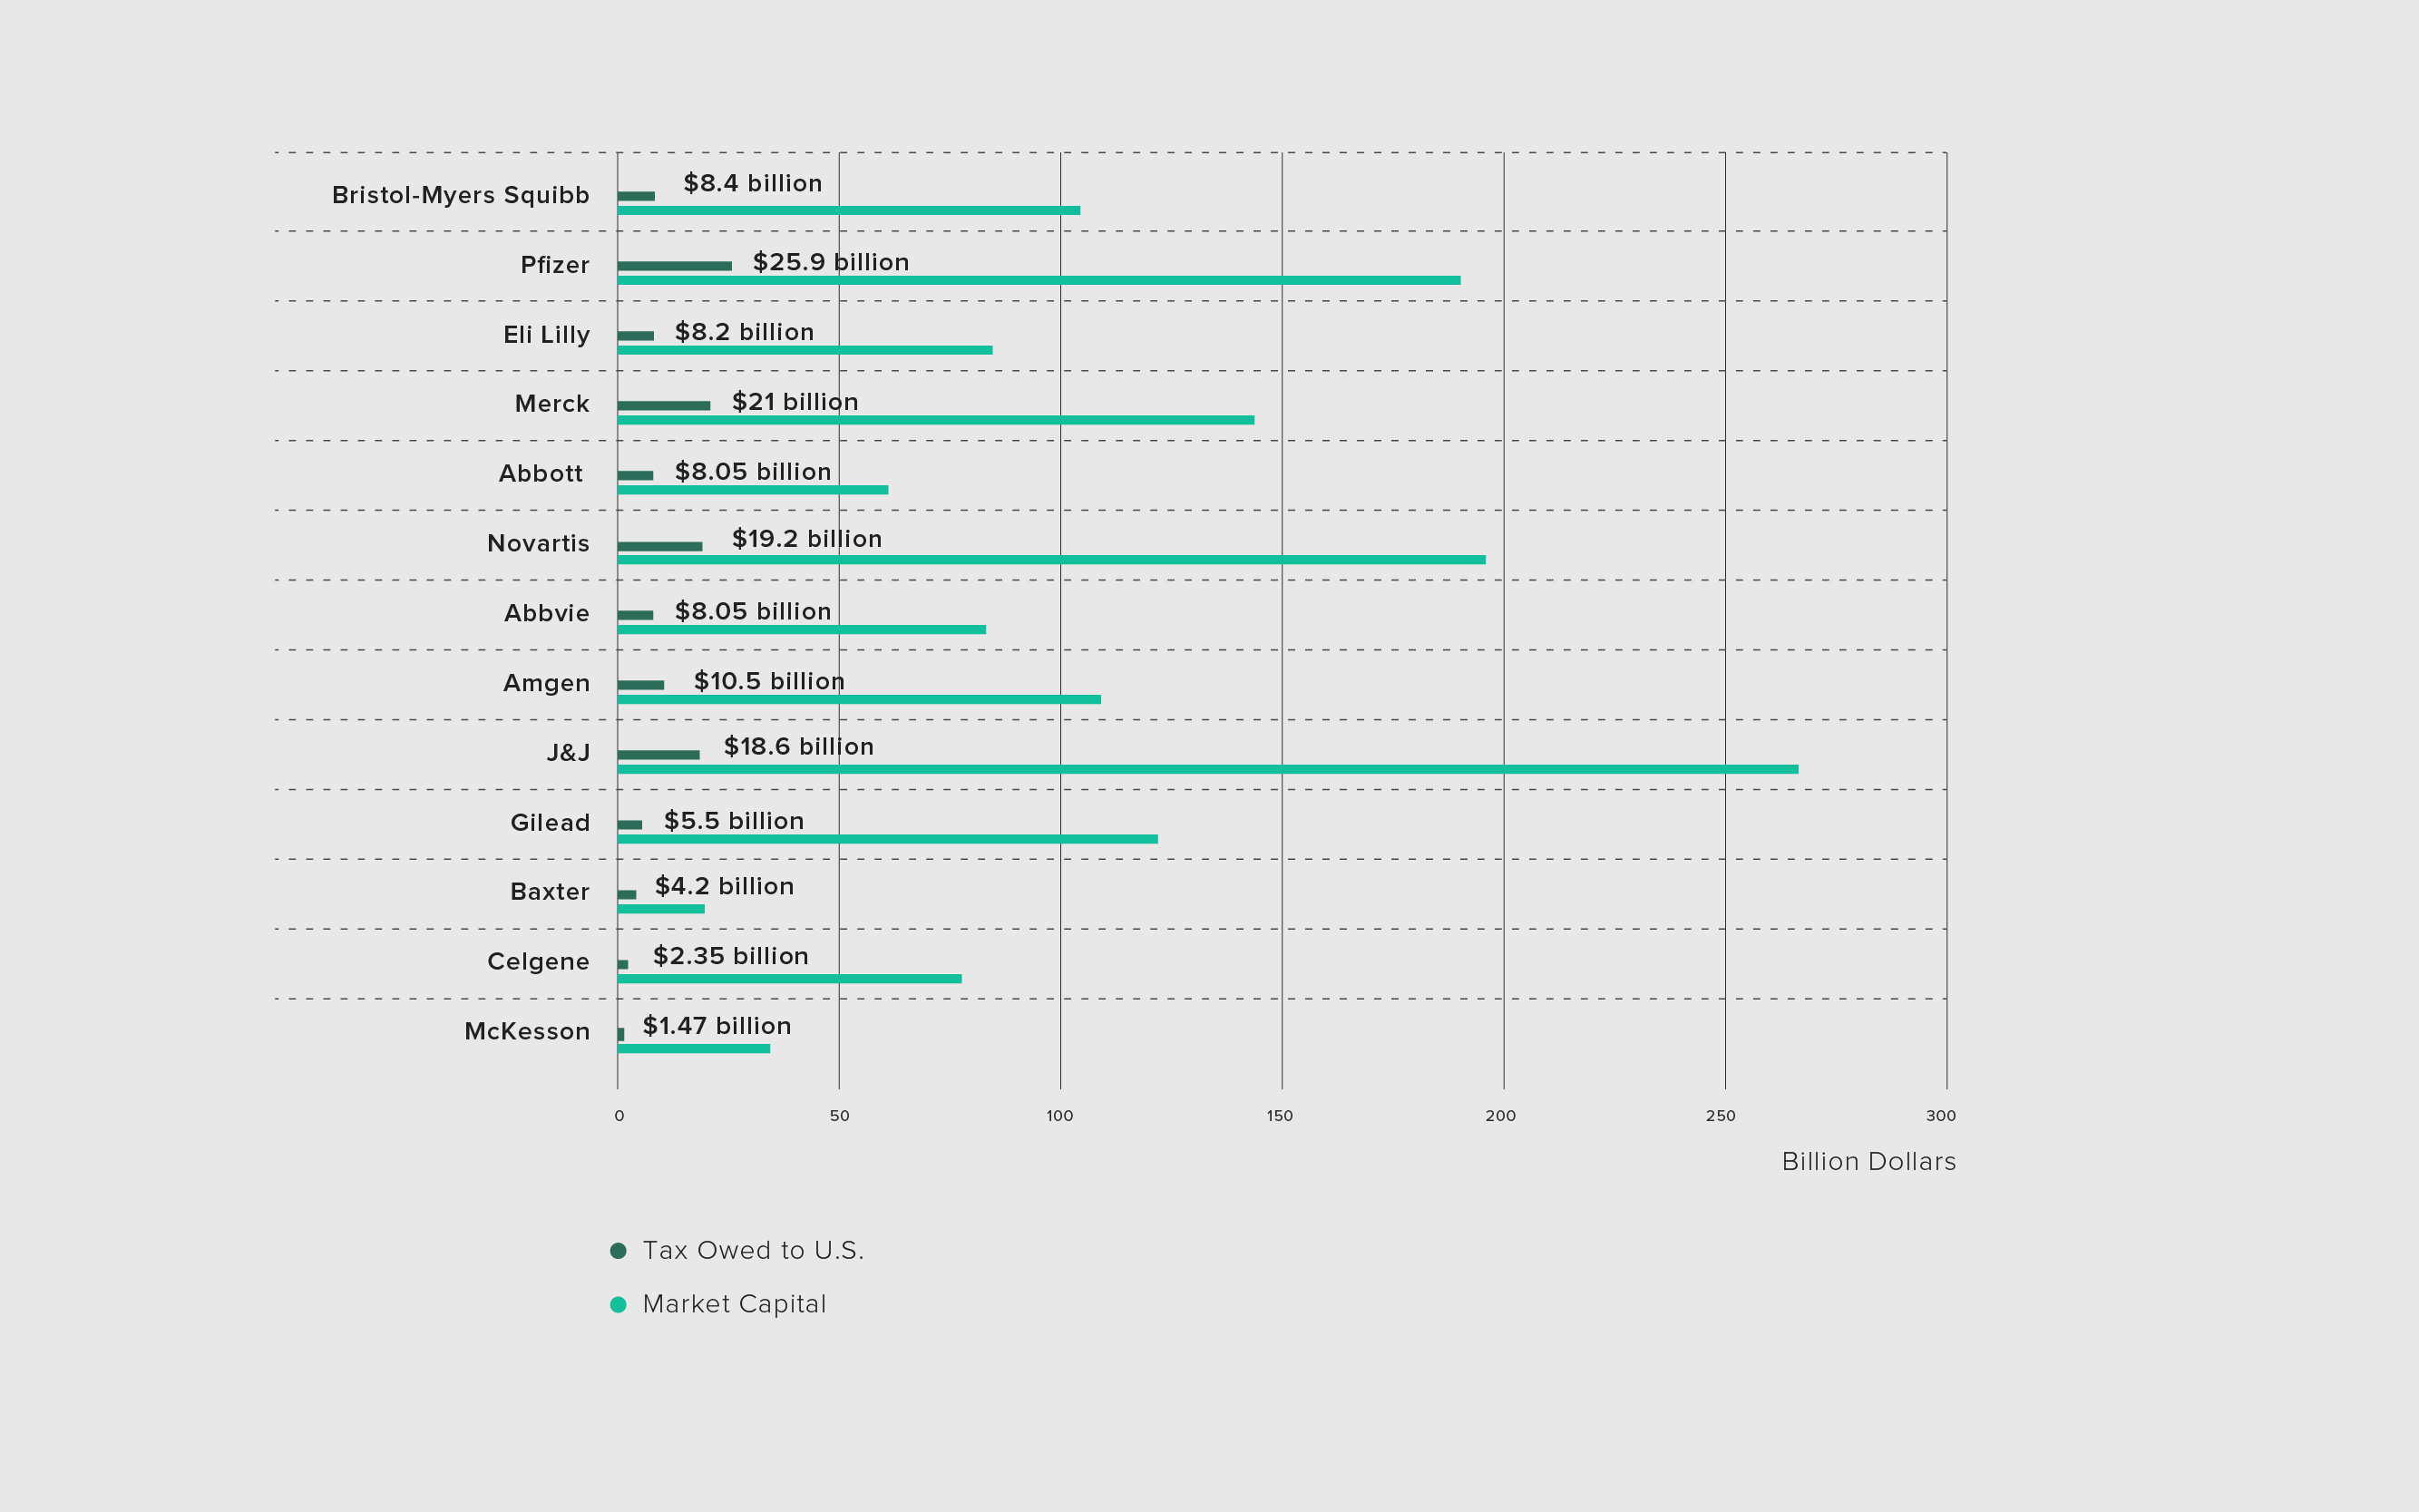 Bristol-Myers Squibb
$8.4 billion
Pfizer
$25.9 billion
Eli Lilly
$8.2 billion
Merck
$21 billion
Abbott
$8.05 billion
Novartis
$19.2 billion
Abbvie
$8.05 billion
Amgen
$10.5 billion
J&J
$18.6 billion
Gilead
$5.5 billion
Baxter
$4.2 billion
Celgene
$2.35 billion
McKesson
$1.47 billion
0 50 100 150 200 250 300
Billion Dollars
Tax Owed to U.S.
Market Capital